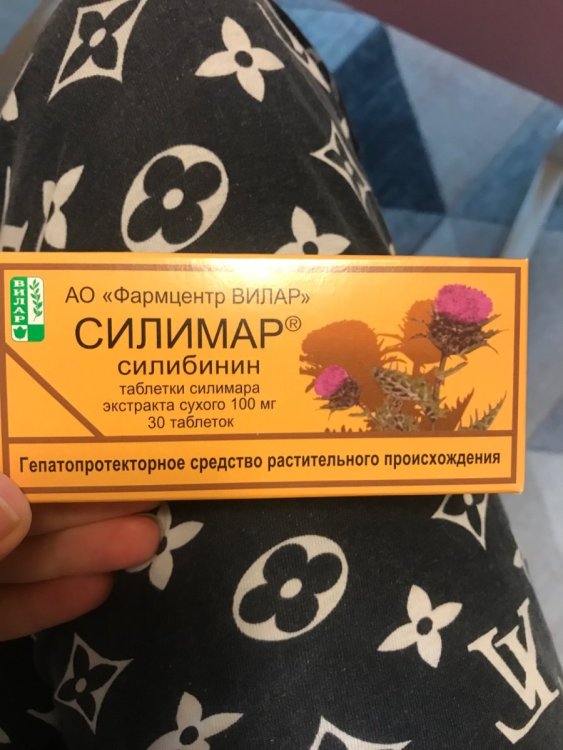 ВИЛАР
АО «Фармцентр ВИЛАР»
СИЛИМАР®
силибинин
таблетки силимара
экстракта сухого 100 мг
30 таблеток
Гепатопротекторное средство растительного происхождения